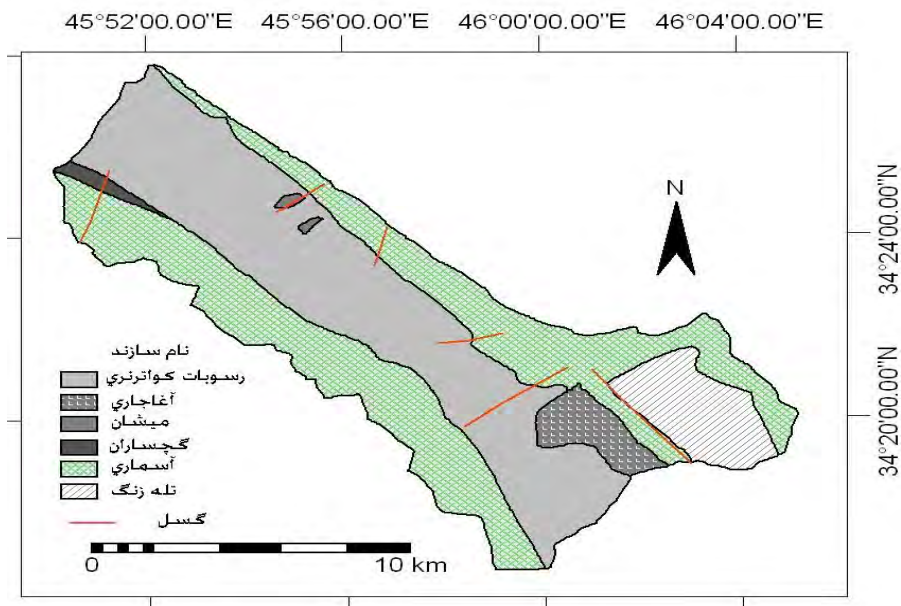 45°52'00.00"E 45°56'00.00"E 46°00'00.00"E 46°04'00.00"E
N
34°24'00.00"N
34°20'00.00"N
نام سازند
رسوبات کواترنري
آغاجاري
میشان
گچساران
آسماري
تله زنگ
گسل
0 10 km